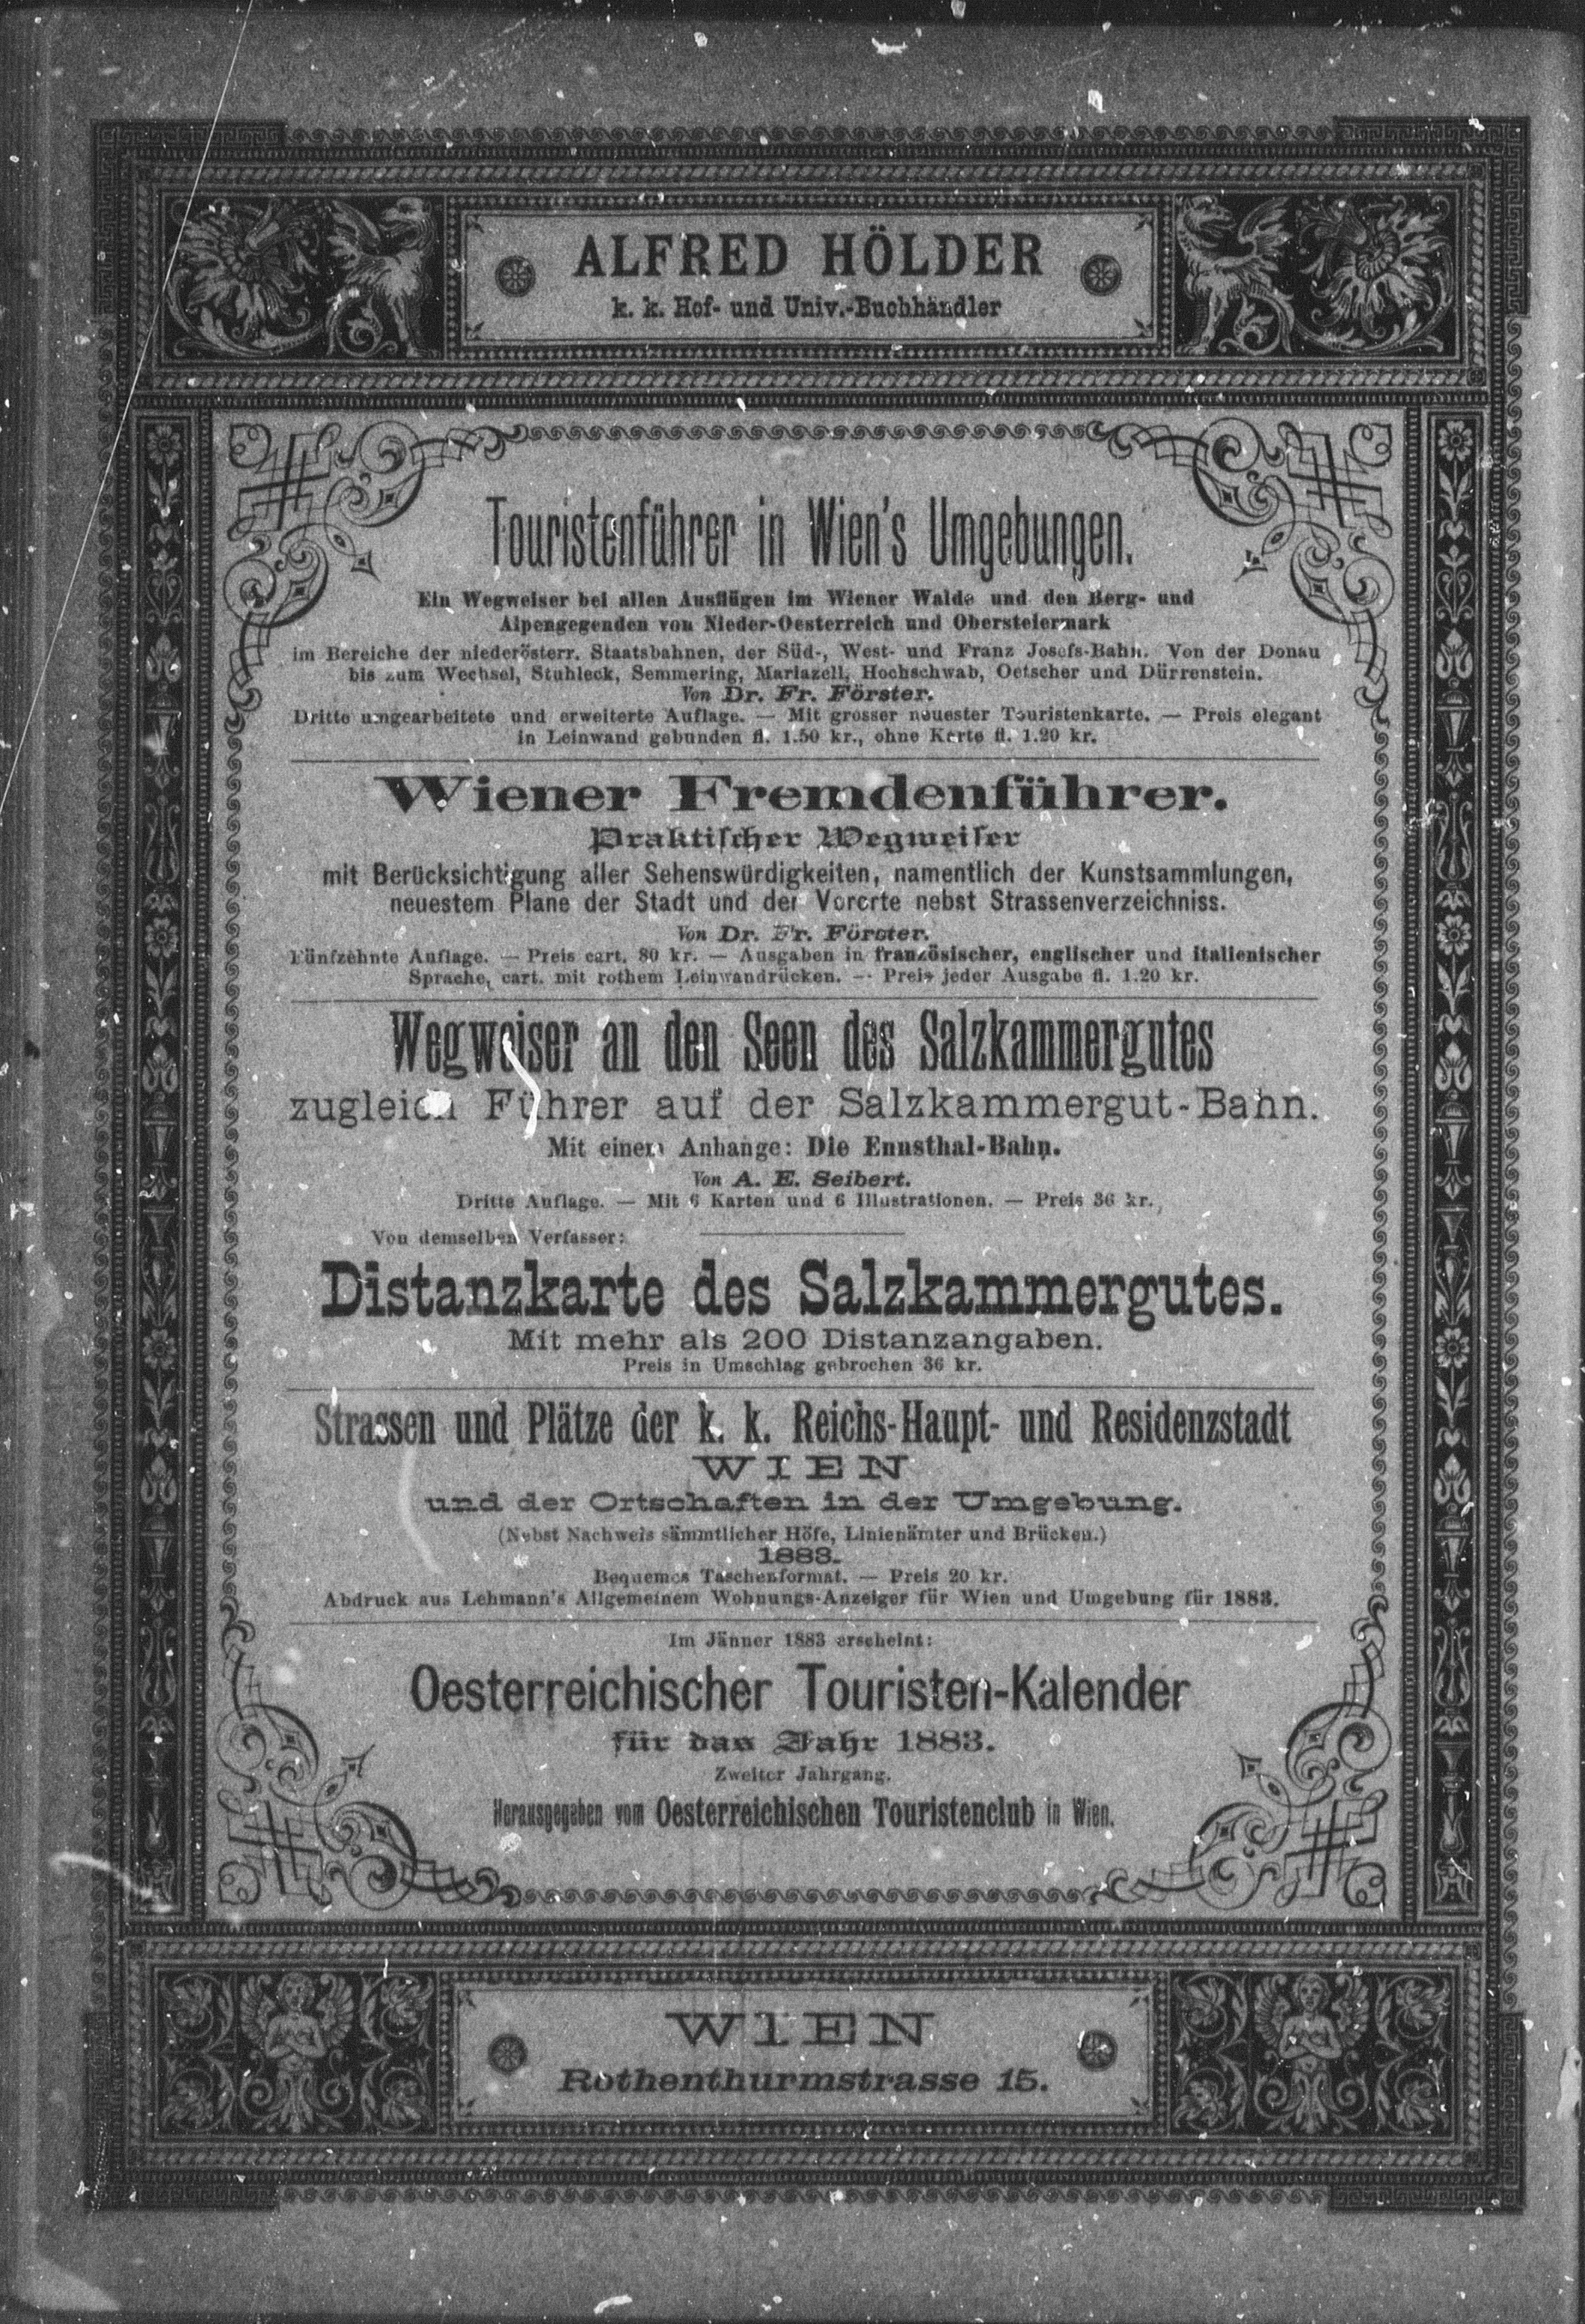 ALFRED HÖLDER
k. k. Hof- und Univ.-Buchhändler
Touristenführer in Wien's Umgebungen.
Ein Wegweiser bei allen Ausflügen im Wiener Walde und den Berg- und
Alpengegenden von Nieder-Oesterreich und Obersteiermark
im Bereiche der niederösterr. Staatsbahnen, der Süd-, West- und Franz Josefs-Bahn. Von der Donau
bis zum Wechsel, Stuhleck, Semmering, Mariazell, Hochschwab, Oetscher und Dürrenstein.
Von Dr. Fr. Förster.
Dritte umgearbeitete und erweiterte Auflage. — Mit grosser neuester Touristenkarte. — Preis elegant
in Leinwand gebunden fl. 1.50 kr., ohne Karte fl. 1.20 kr.
Wiener Fremdenführer.
Praktischer Wegweiser
mit Berücksichtigung aller Sehenswürdigkeiten, namentlich der Kunstsammlungen,
neuestem Plane der Stadt und der Vororte nebst Strassenverzeichniss.
Von Dr. Fr. Förster.
Fünfzehnte Auflage. — Preis cart. 80 kr. — Ausgaben in französischer, englischer und italienischer
Sprache, cart. mit rothem Leinwandrücken. — Preis jeder Ausgabe fl. 1.20 kr.
Wegweiser an den Seen des Salzkammergutes
zugleich Führer auf der Salzkammergut-Bahn.
Mit einem Anhange: Die Ennsthal-Bahn.
Von A. E. Seibert.
Dritte Auflage. — Mit 6 Karten und 6 Illustrationen. — Preis 36 kr.
Von demselben Verfasser:
Distanzkarte des Salzkammergutes.
Mit mehr als 200 Distanzangaben.
Preis in Umschlag gebrochen 36 kr.
Strassen und Plätze der k. k. Reichs-Haupt- und Residenzstadt
WIEN
und der Ortschaften in der Umgebung.
(Nebst Nachweis sämmtlicher Höfe, Linienämter und Brücken.)
1883.
Bequemes Taschenformat. — Preis 20 kr.
Abdruck aus Lehmann's Allgemeinem Wohnungs-Anzeiger für Wien und Umgebung für 1883.
Im Jänner 1883 erscheint:
Oesterreichischer Touristen-Kalender
für das Jahr 1883.
Zweiter Jahrgang.
Herausgegeben vom Oesterreichischen Touristenclub in Wien.
WIEN
Rothenthurmstrasse 15.